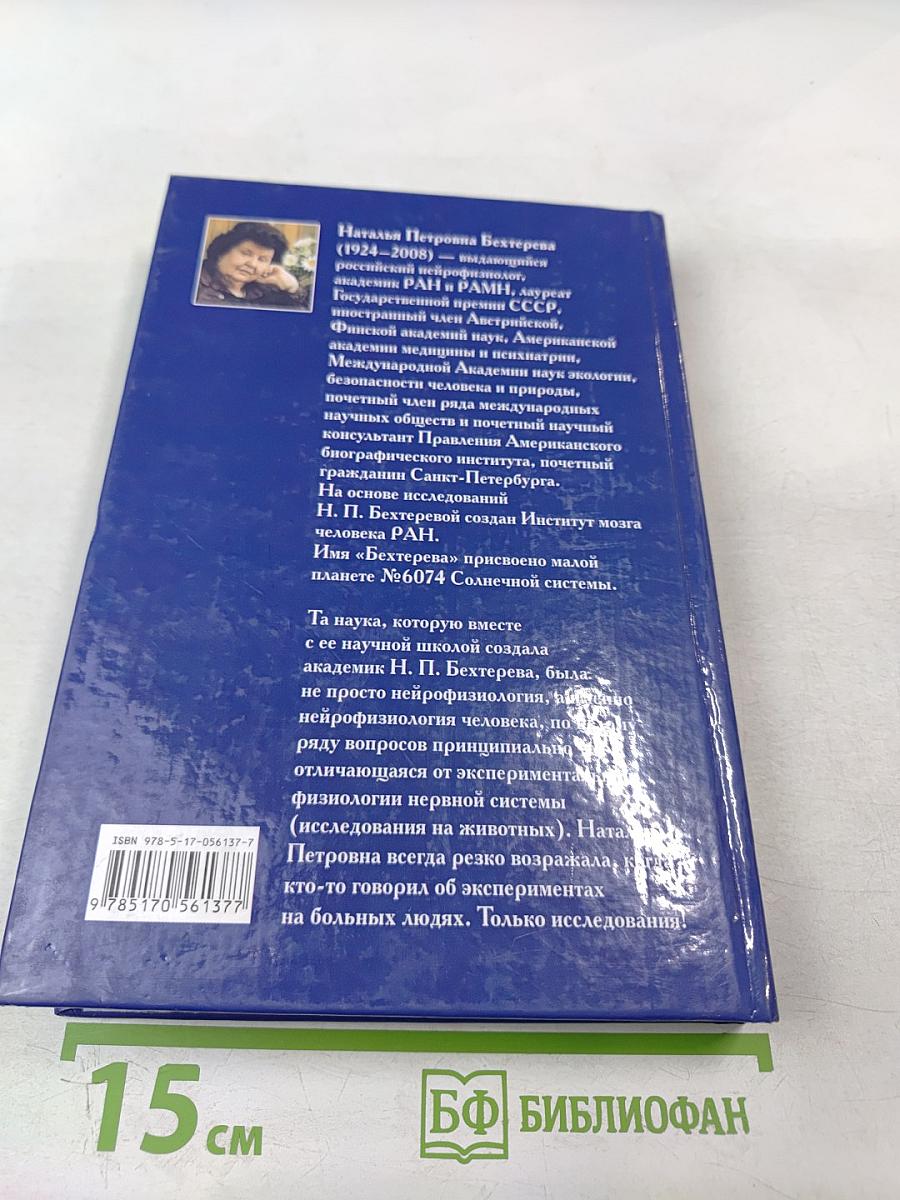 Наталья Петровна Бехтерева
(1924–2008) — выдающийся
российский нейрофизиолог,
академик РАН и РАМН, лауреат
Государственной премии СССР,
иностранный член Австрийской,
Финской академий наук, Американской
академии медицины и психиатрии,
Международной Академии наук экологии,
безопасности человека и природы,
почетный член ряда международных
научных обществ и почетный научный
консультант Правления Американского
биографического института, почетный
гражданин Санкт-Петербурга.
На основе исследований
Н. П. Бехтеревой создан Институт мозга
человека РАН.
Имя «Бехтерева» присвоено малой
планете №6074 Солнечной системы.
Та наука, которую вместе
с ее научной школой создала
академик Н. П. Бехтерева, была
не просто нейрофизиология,
нейрофизиология человека, по
ряду вопросов принципиально
отличающаяся от
физиологии нервной системы
(исследования на животных).
Петровна всегда резко возражала,
кто-то говорил об экспериментах
на больных людях. Только исследования!
ISBN 978-5-17-056137-7
9 785170 561377
15 см
БФ БИБЛИОФАН